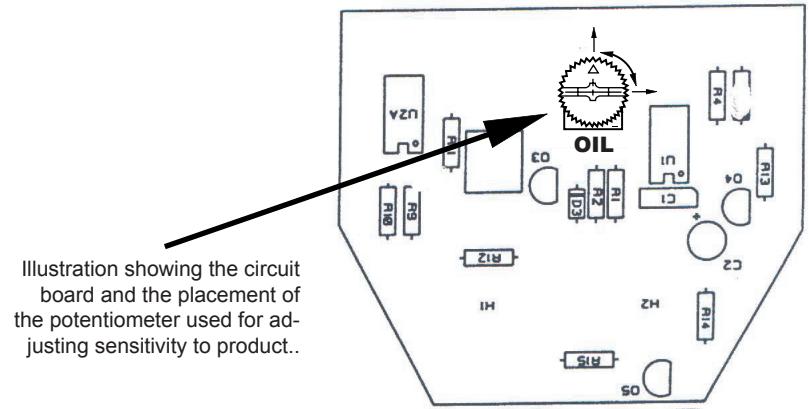 OIL
U2A
R11
Q3
U1
R4
Q4
R13
R10
R9
D3
R2
R1
C1
+
C2
R12
H1
H2
R14
R15
Q5
Illustration showing the circuit
board and the placement of
the potentiometer used for ad-
justing sensitivity to product..